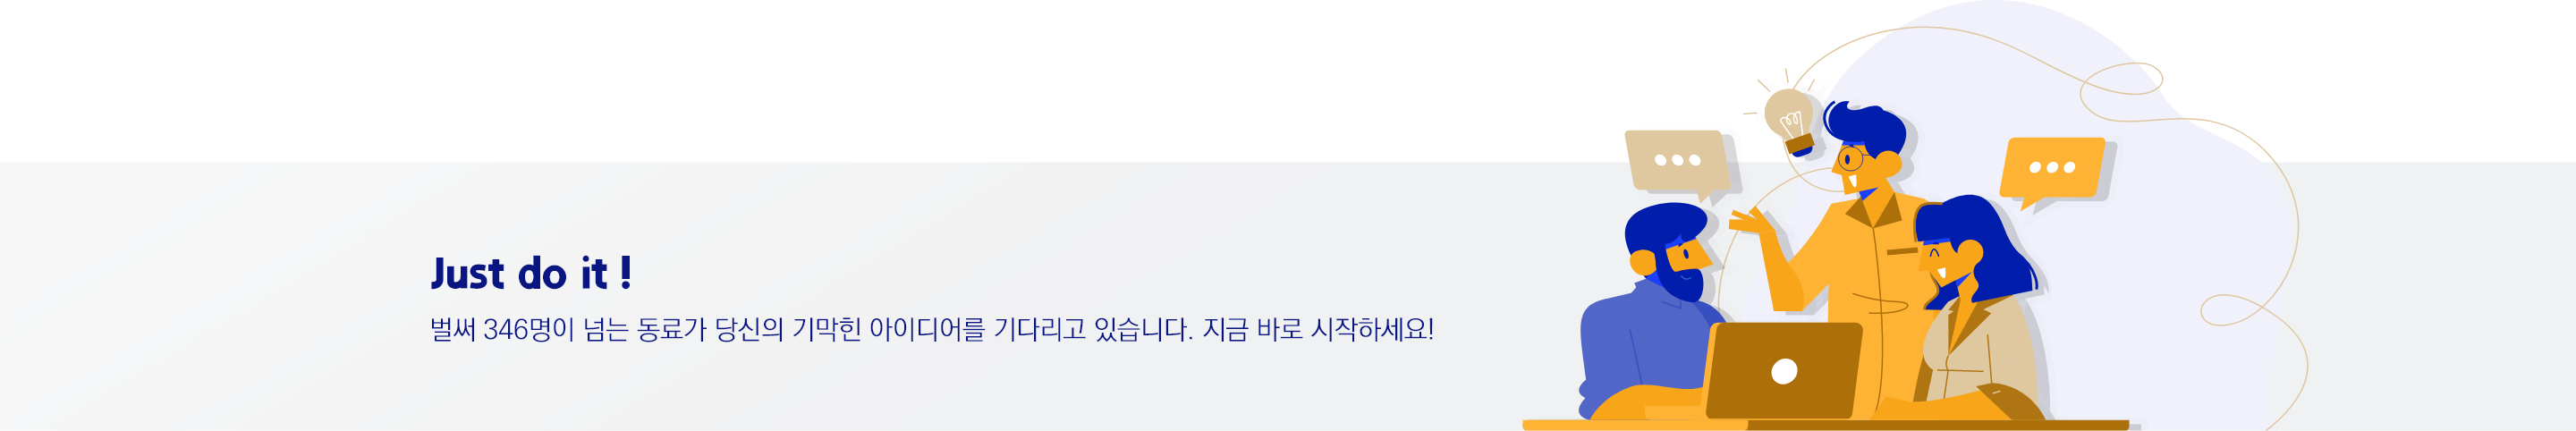 Just do it !
벌써 346명이 넘는 동료가 당신의 기막힌 아이디어를 기다리고 있습니다. 지금 바로 시작하세요!